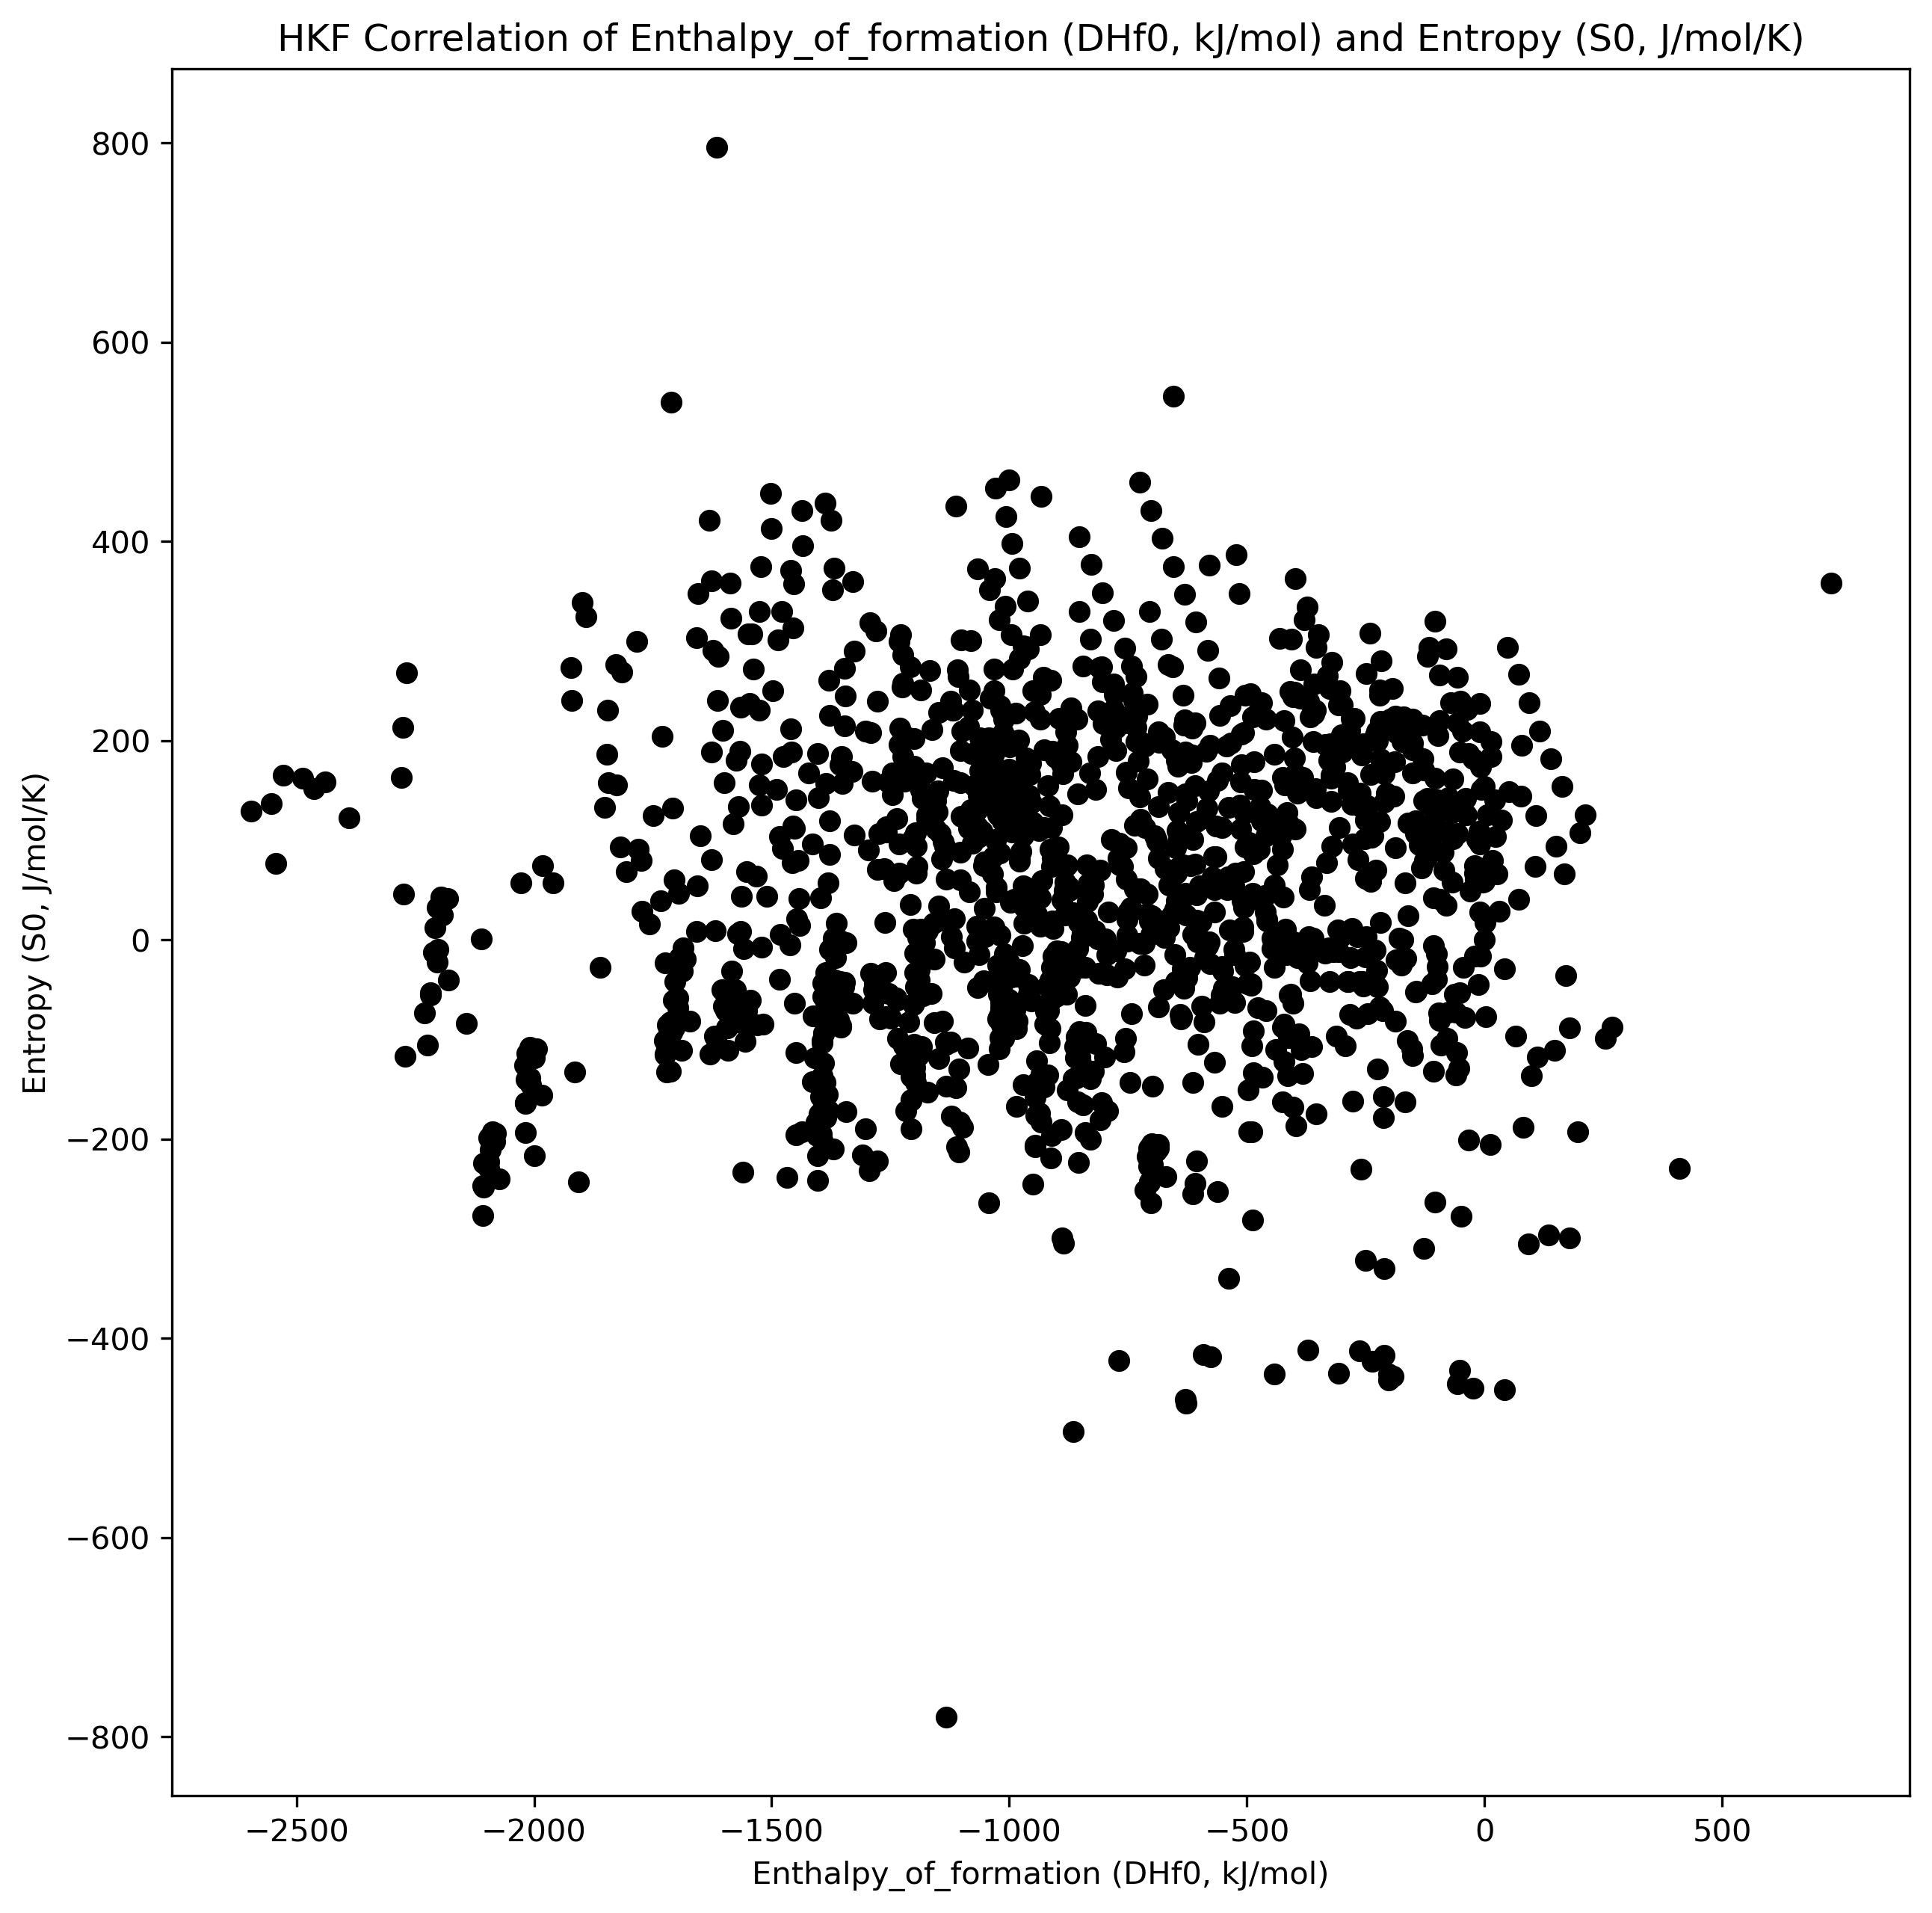 HKF Correlation of Enthalpy_of_formation (DHf0, kJ/mol) and Entropy (S0, J/mol/K)
Entropy (S0, J/mol/K)
800
600
400
200
0
−200
−400
−600
−800
−2500 −2000 −1500 −1000 −500 0 500
Enthalpy_of_formation (DHf0, kJ/mol)